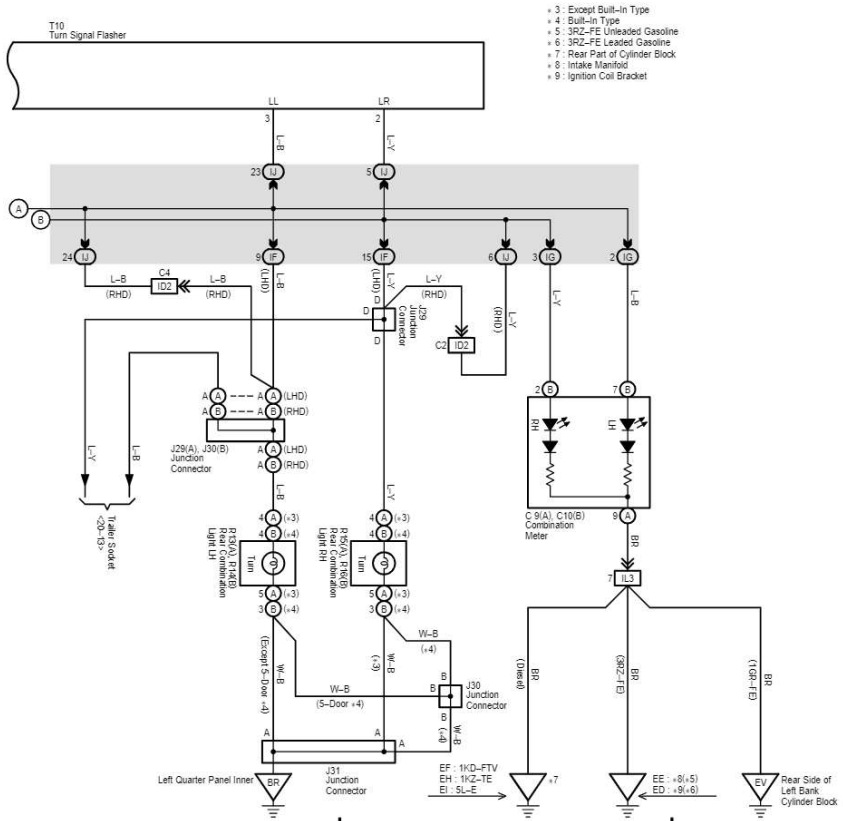 * 3 : Except Built–In Type
* 4 : Built–In Type
* 5 : 3RZ–FE Unleaded Gasoline
* 6 : 3RZ–FE Leaded Gasoline
* 7 : Rear Part of Cylinder Block
* 8 : Intake Manifold
* 9 : Ignition Coil Bracket
T10
Turn Signal Flasher
LL
LR
3
2
L–B
L–Y
23 IJ
5 IJ
A
B
24 IJ
9 IF
15 IF
6 IJ
3 IG
2 IG
L–B
(RHD)
C4
ID2
L–B
(RHD)
(LHD)
L–B
(LHD)
L–Y
L–Y
(RHD)
D
D
D
J29
Junction
Connector
C2 ID2
(RHD)
L–Y
L–Y
L–B
A A A A (LHD)
A B A B (RHD)
J29(A), J30(B)
Junction
Connector
A A (LHD)
A B (RHD)
2 B
7 B
RH
LH
C 9(A), C10(B)
Combination
Meter
9 A
BR
7 IL3
L–Y
L–B
Trailer Socket
<20–13>
L–B
L–Y
4 A (*3)
4 B (*4)
4 A (*3)
4 B (*4)
Turn
R13(A), R14(B)
Rear Combination
Light LH
Turn
R15(A), R16(B)
Rear Combination
Light RH
5 A (*3)
3 B (*4)
5 A (*3)
3 B (*4)
W–B
(*4)
(Except 5–Door *4)
W–B
W–B
(5–Door *4)
(*3)
W–B
B
B
B
J30
Junction
Connector
(*4)
W–B
(Diesel)
BR
(3RZ–FE)
BR
(1GR–FE)
BR
A
A
A
J31
Junction
Connector
Left Quarter Panel Inner
BR
EF : 1KD–FTV
EH : 1KZ–TE
EI : 5L–E
*7
EE : *8(*5)
ED : *9(*6)
EV
Rear Side of
Left Bank
Cylinder Block